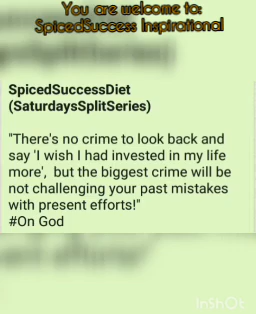 You are welcome to:
SpicedSuccess Inspirational
SpicedSuccessDiet
(SaturdaysSplitSeries)
"There's no crime to look back and
say 'I wish I had invested in my life
more',  but the biggest crime will be
not challenging your past mistakes
with present efforts!"
#On God
InShOt